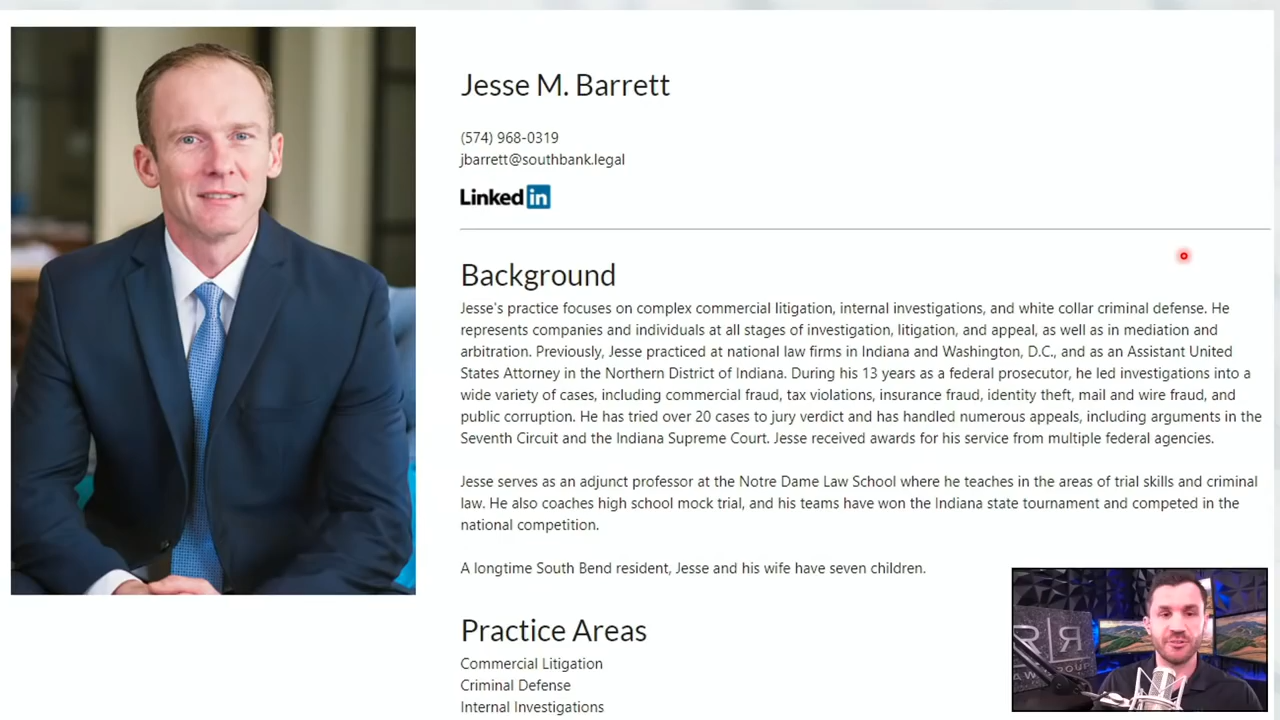 Jesse M. Barrett
(574) 968-0319
jbarrett@southbank.legal
Linked in
Background
Jesse's practice focuses on complex commercial litigation, internal investigations, and white collar criminal defense. He
represents companies and individuals at all stages of investigation, litigation, and appeal, as well as in mediation and
arbitration. Previously, Jesse practiced at national law firms in Indiana and Washington, D.C., and as an Assistant United
States Attorney in the Northern District of Indiana. During his 13 years as a federal prosecutor, he led investigations into a
wide variety of cases, including commercial fraud, tax violations, insurance fraud, identity theft, mail and wire fraud, and
public corruption. He has tried over 20 cases to jury verdict and has handled numerous appeals, including arguments in the
Seventh Circuit and the Indiana Supreme Court. Jesse received awards for his service from multiple federal agencies.
Jesse serves as an adjunct professor at the Notre Dame Law School where he teaches in the areas of trial skills and criminal
law. He also coaches high school mock trial, and his teams have won the Indiana state tournament and competed in the
national competition.
A longtime South Bend resident, Jesse and his wife have seven children.
Practice Areas
Commercial Litigation
Criminal Defense
Internal Investigations